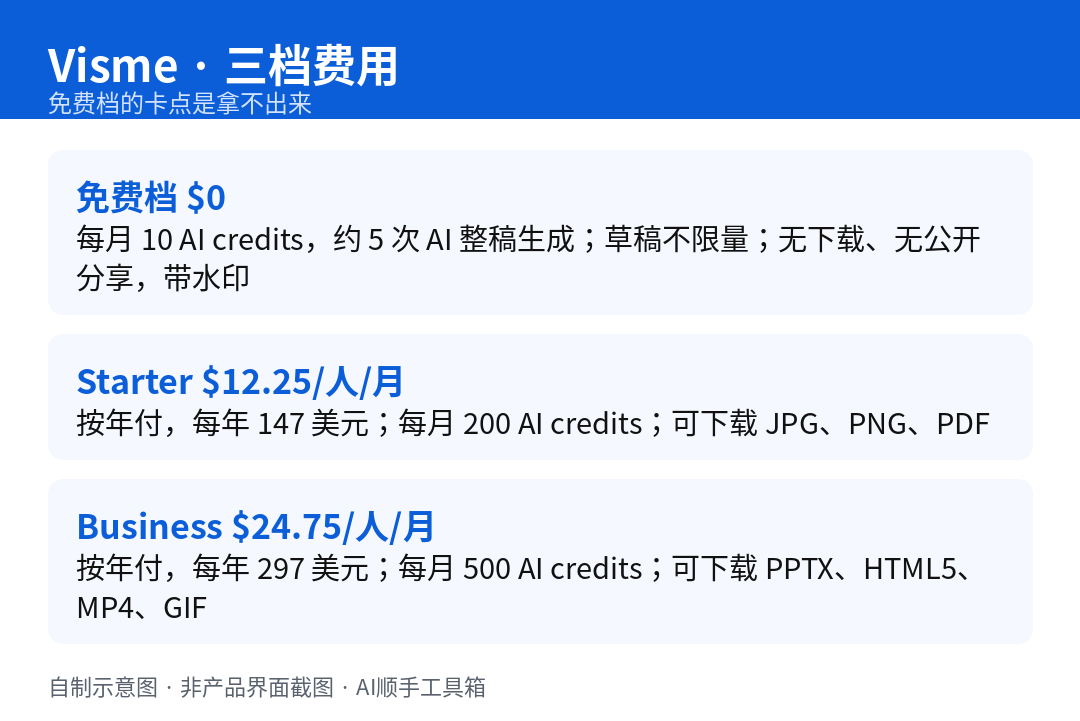 Visme · 三档费用
免费档的卡点是拿不出来
免费档 $0
每月 10 AI credits，约 5 次 AI 整稿生成；草稿不限量；无下载、无公开
分享，带水印
Starter $12.25/人/月
按年付，每年 147 美元；每月 200 AI credits；可下载 JPG、PNG、PDF
Business $24.75/人/月
按年付，每年 297 美元；每月 500 AI credits；可下载 PPTX、HTML5、
MP4、GIF
自制示意图 · 非产品界面截图 · AI顺手工具箱